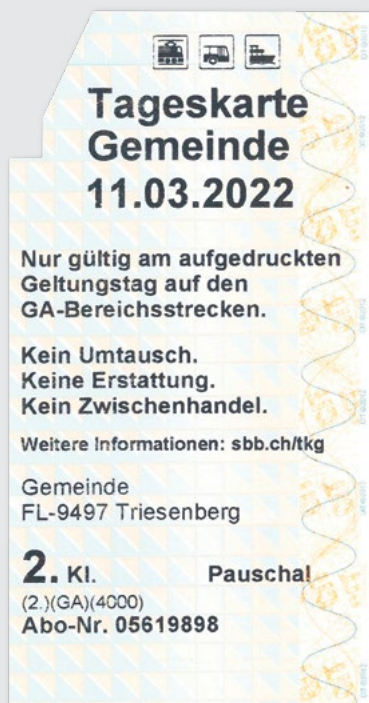 Tageskarte
Gemeinde
11.03.2022
Nur gültig am aufgedruckten
Geltungstag auf den
GA-Bereichsstrecken.
Kein Umtausch.
Keine Erstattung.
Kein Zwischenhandel.
Weitere Informationen: sbb.ch/tkg
Gemeinde
FL-9497 Triesenberg
2. Kl. Pauschal
(2.)(GA)(4000)
Abo-Nr. 05619898